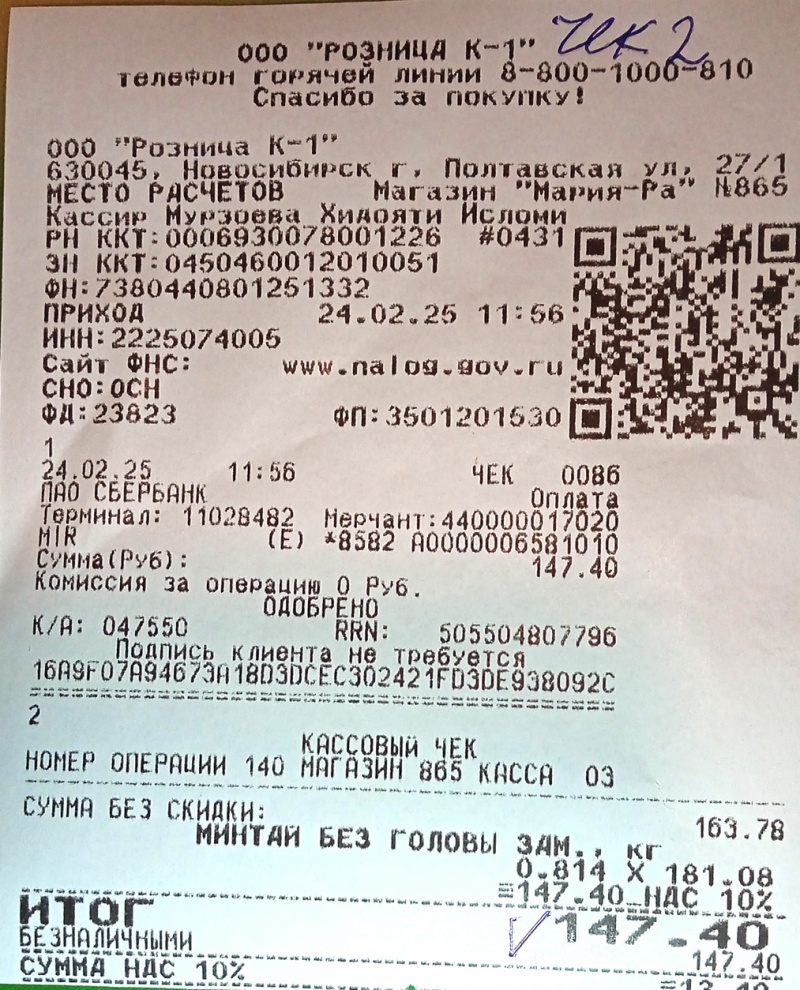 ООО "РОЗНИЦА К-1" ЧК 2
телефон горячей линии 8-800-1000-810
Спасибо за покупку!
ООО "Розница К-1"
630045, Новосибирск г, Полтавская ул, 27/1
МЕСТО РАСЧЕТОВ Магазин "Мария-Ра" №865
Кассир Мурзоева Хидояти Исломи
РН ККТ:0006930078001226 #0431
ЗН ККТ:0450460012010051
ФН:7380440801251332
ПРИХОД 24.02.25 11:56
ИНН:2225074005
Сайт ФНС: www.nalog.gov.ru
СНО:ОСН
ФД:23823 ФП:3501201530
1
24.02.25 11:56 ЧЕК 0086
ПАО СБЕРБАНК Оплата
Терминал: 11028482 Мерчант:440000017020
MIR (E) *8582 A0000006581010
Сумма(Руб): 147.40
Комиссия за операцию 0 Руб.
ОДОБРЕНО
К/А: 047550 RRN: 505504807796
Подпись клиента не требуется
16A9F07A94673A18D3DCEC302421FD3DE938092C
2
КАССОВЫЙ ЧЕК
НОМЕР ОПЕРАЦИИ 140 МАГАЗИН 865 КАССА 03
СУММА БЕЗ СКИДКИ: 163.78
МИНТАЙ БЕЗ ГОЛОВЫ ЗАМ., кг
0.814 X 181.08
=147.40 НДС 10%
ИТОГ 147.40
БЕЗНАЛИЧНЫМИ 147.40
СУММА НДС 10% =13.40